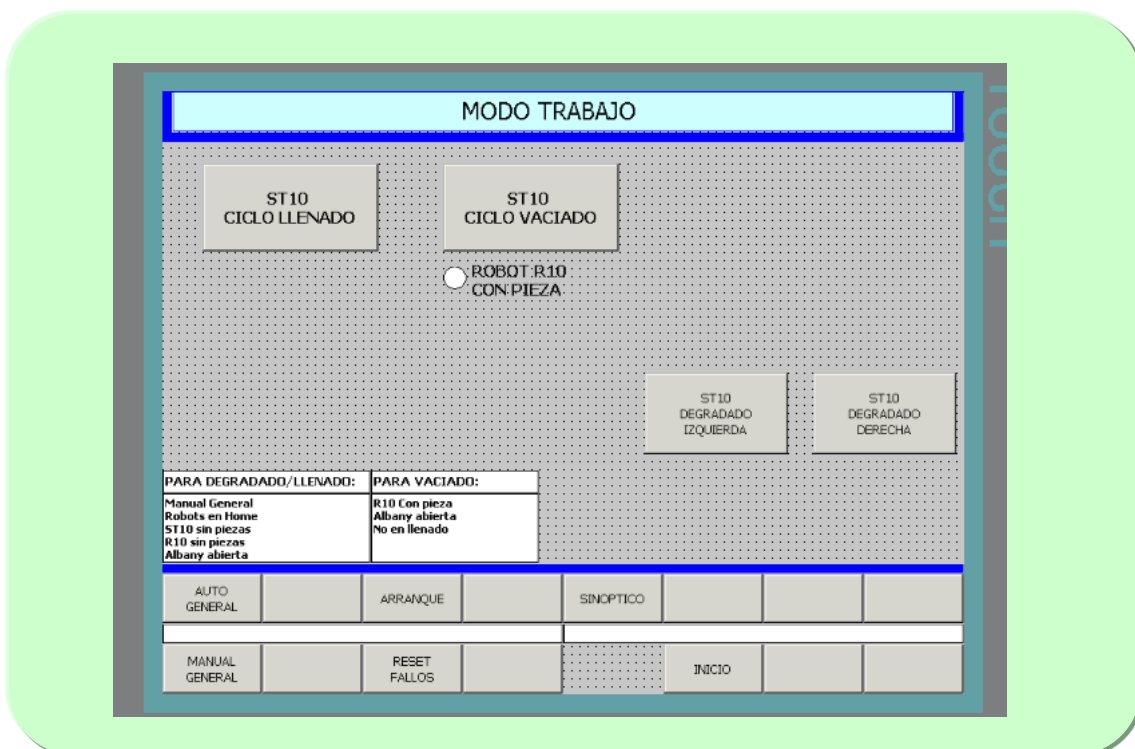 MODO TRABAJO
TOUCH
ST10
CICLO LLENADO
ST10
CICLO VACIADO
ROBOT R10
CON PIEZA
ST10
DEGRADADO
IZQUIERDA
ST10
DEGRADADO
DERECHA
PARA DEGRADADO/LLENADO:
Manual General
Robots en Home
ST10 sin piezas
R10 sin piezas
Albany abierta
PARA VACIADO:
R10 Con pieza
Albany abierta
No en llenado
AUTO
GENERAL
ARRANQUE
SINOPTICO
MANUAL
GENERAL
RESET
FALLOS
INICIO